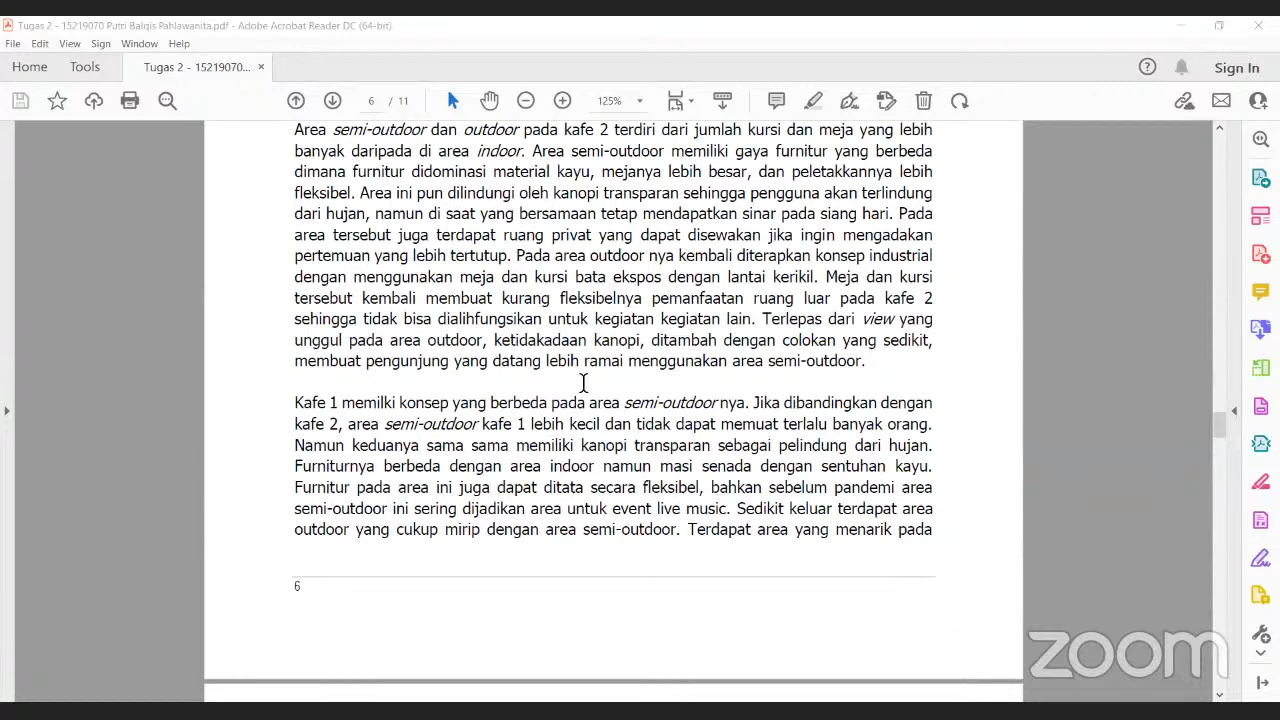 Tugas 2 - 15219070 Putri Balqis Pahlawanita.pdf - Adobe Acrobat Reader DC (64-bit)
File Edit View Sign Window Help
Home Tools Tugas 2 - 15219070... × Sign In
6 / 11 125%
Area semi-outdoor dan outdoor pada kafe 2 terdiri dari jumlah kursi dan meja yang lebih
banyak daripada di area indoor. Area semi-outdoor memiliki gaya furnitur yang berbeda
dimana furnitur didominasi material kayu, mejanya lebih besar, dan peletakkannya lebih
fleksibel. Area ini pun dilindungi oleh kanopi transparan sehingga pengguna akan terlindung
dari hujan, namun di saat yang bersamaan tetap mendapatkan sinar pada siang hari. Pada
area tersebut juga terdapat ruang privat yang dapat disewakan jika ingin mengadakan
pertemuan yang lebih tertutup. Pada area outdoor nya kembali diterapkan konsep industrial
dengan menggunakan meja dan kursi bata ekspos dengan lantai kerikil. Meja dan kursi
tersebut kembali membuat kurang fleksibelnya pemanfaatan ruang luar pada kafe 2
sehingga tidak bisa dialihfungsikan untuk kegiatan kegiatan lain. Terlepas dari view yang
unggul pada area outdoor, ketidakadaan kanopi, ditambah dengan colokan yang sedikit,
membuat pengunjung yang datang lebih ramai menggunakan area semi-outdoor.
Kafe 1 memilki konsep yang berbeda pada area semi-outdoor nya. Jika dibandingkan dengan
kafe 2, area semi-outdoor kafe 1 lebih kecil dan tidak dapat memuat terlalu banyak orang.
Namun keduanya sama sama memiliki kanopi transparan sebagai pelindung dari hujan.
Furniturnya berbeda dengan area indoor namun masi senada dengan sentuhan kayu.
Furnitur pada area ini juga dapat ditata secara fleksibel, bahkan sebelum pandemi area
semi-outdoor ini sering dijadikan area untuk event live music. Sedikit keluar terdapat area
outdoor yang cukup mirip dengan area semi-outdoor. Terdapat area yang menarik pada
6
zoom